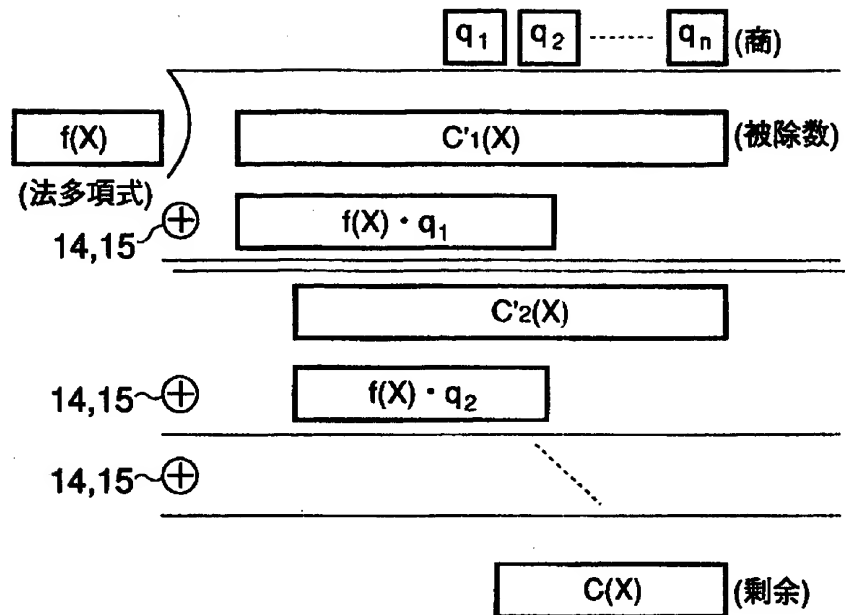 q1 q2 ‥‥‥ qn (商)
f(X) C'1(X) (被除数)
(法多項式)
14,15 ⊕ f(X)・q1
C'2(X)
14,15 ⊕ f(X)・q2
14,15 ⊕
C(X) (剰余)